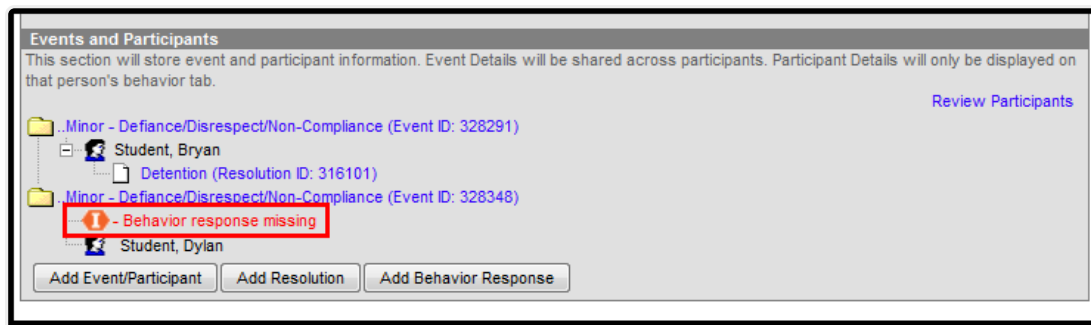 Events and Participants
This section will store event and participant information. Event Details will be shared across participants. Participant Details will only be displayed on
that person's behavior tab.
Review Participants
..Minor - Defiance/Disrespect/Non-Compliance (Event ID: 328291)
Student, Bryan
Detention (Resolution ID: 316101)
..Minor - Defiance/Disrespect/Non-Compliance (Event ID: 328348)
I - Behavior response missing
Student, Dylan
Add Event/Participant Add Resolution Add Behavior Response